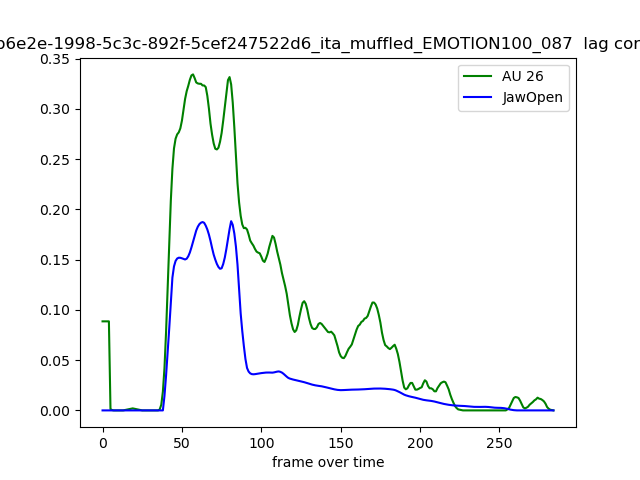 b6e2e-1998-5c3c-892f-5cef247522d6_ita_muffled_EMOTION100_087  lag cor
0.35
AU 26
JawOpen
0.30
0.25
0.20
0.15
0.10
0.05
0.00
0 50 100 150 200 250
frame over time